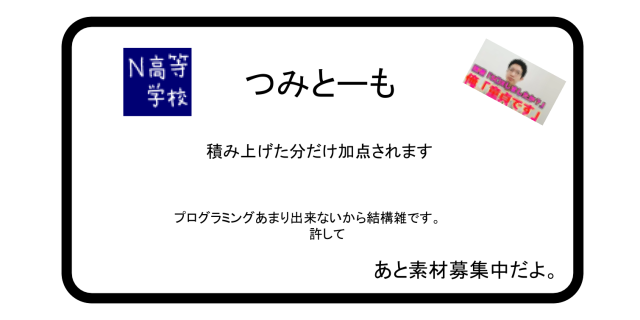 N高等
学校
つみとーも
俺「童貞です」
積み上げた分だけ加点されます
プログラミングあまり出来ないから結構雑です。
許して
あと素材募集中だよ。